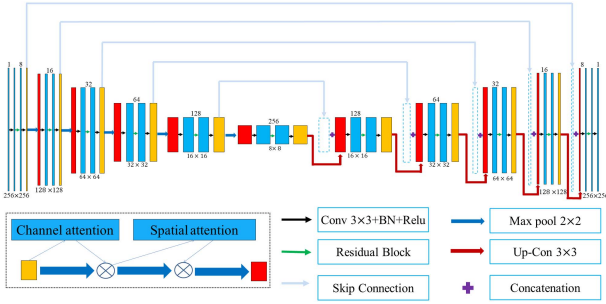 1 8
16
32
64
128
256
128
64
32
16
8 1
256×256
128×128
64×64
32×32
16×16
8×8
16×16
32×32
64×64
128×128
256×256
Channel attention
Spatial attention
Conv 3×3+BN+Relu
Max pool 2×2
Residual Block
Up-Con 3×3
Skip Connection
Concatenation